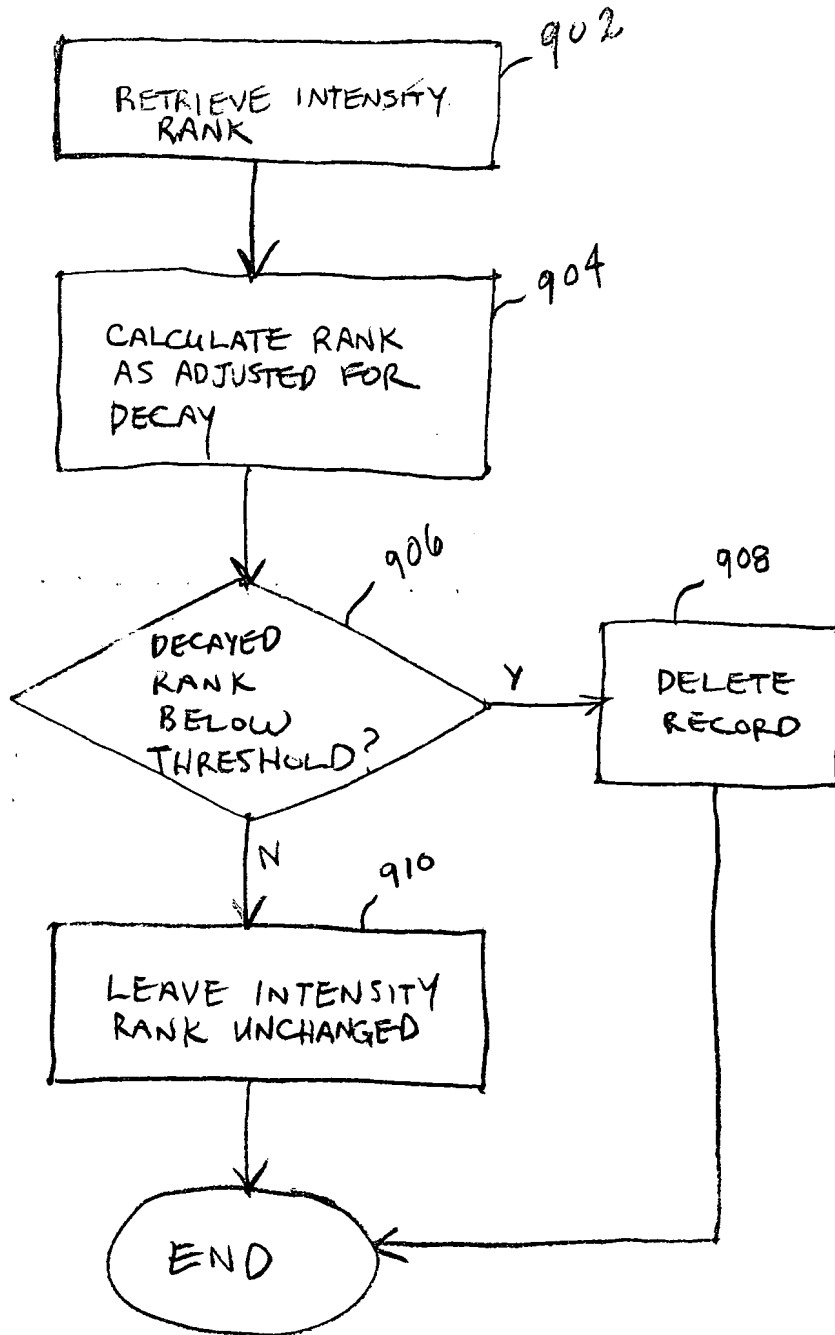 902
RETRIEVE INTENSITY
RANK
904
CALCULATE RANK
AS ADJUSTED FOR
DECAY
906
DECAYED
RANK
BELOW
THRESHOLD?
Y
908
DELETE
RECORD
N
910
LEAVE INTENSITY
RANK UNCHANGED
END